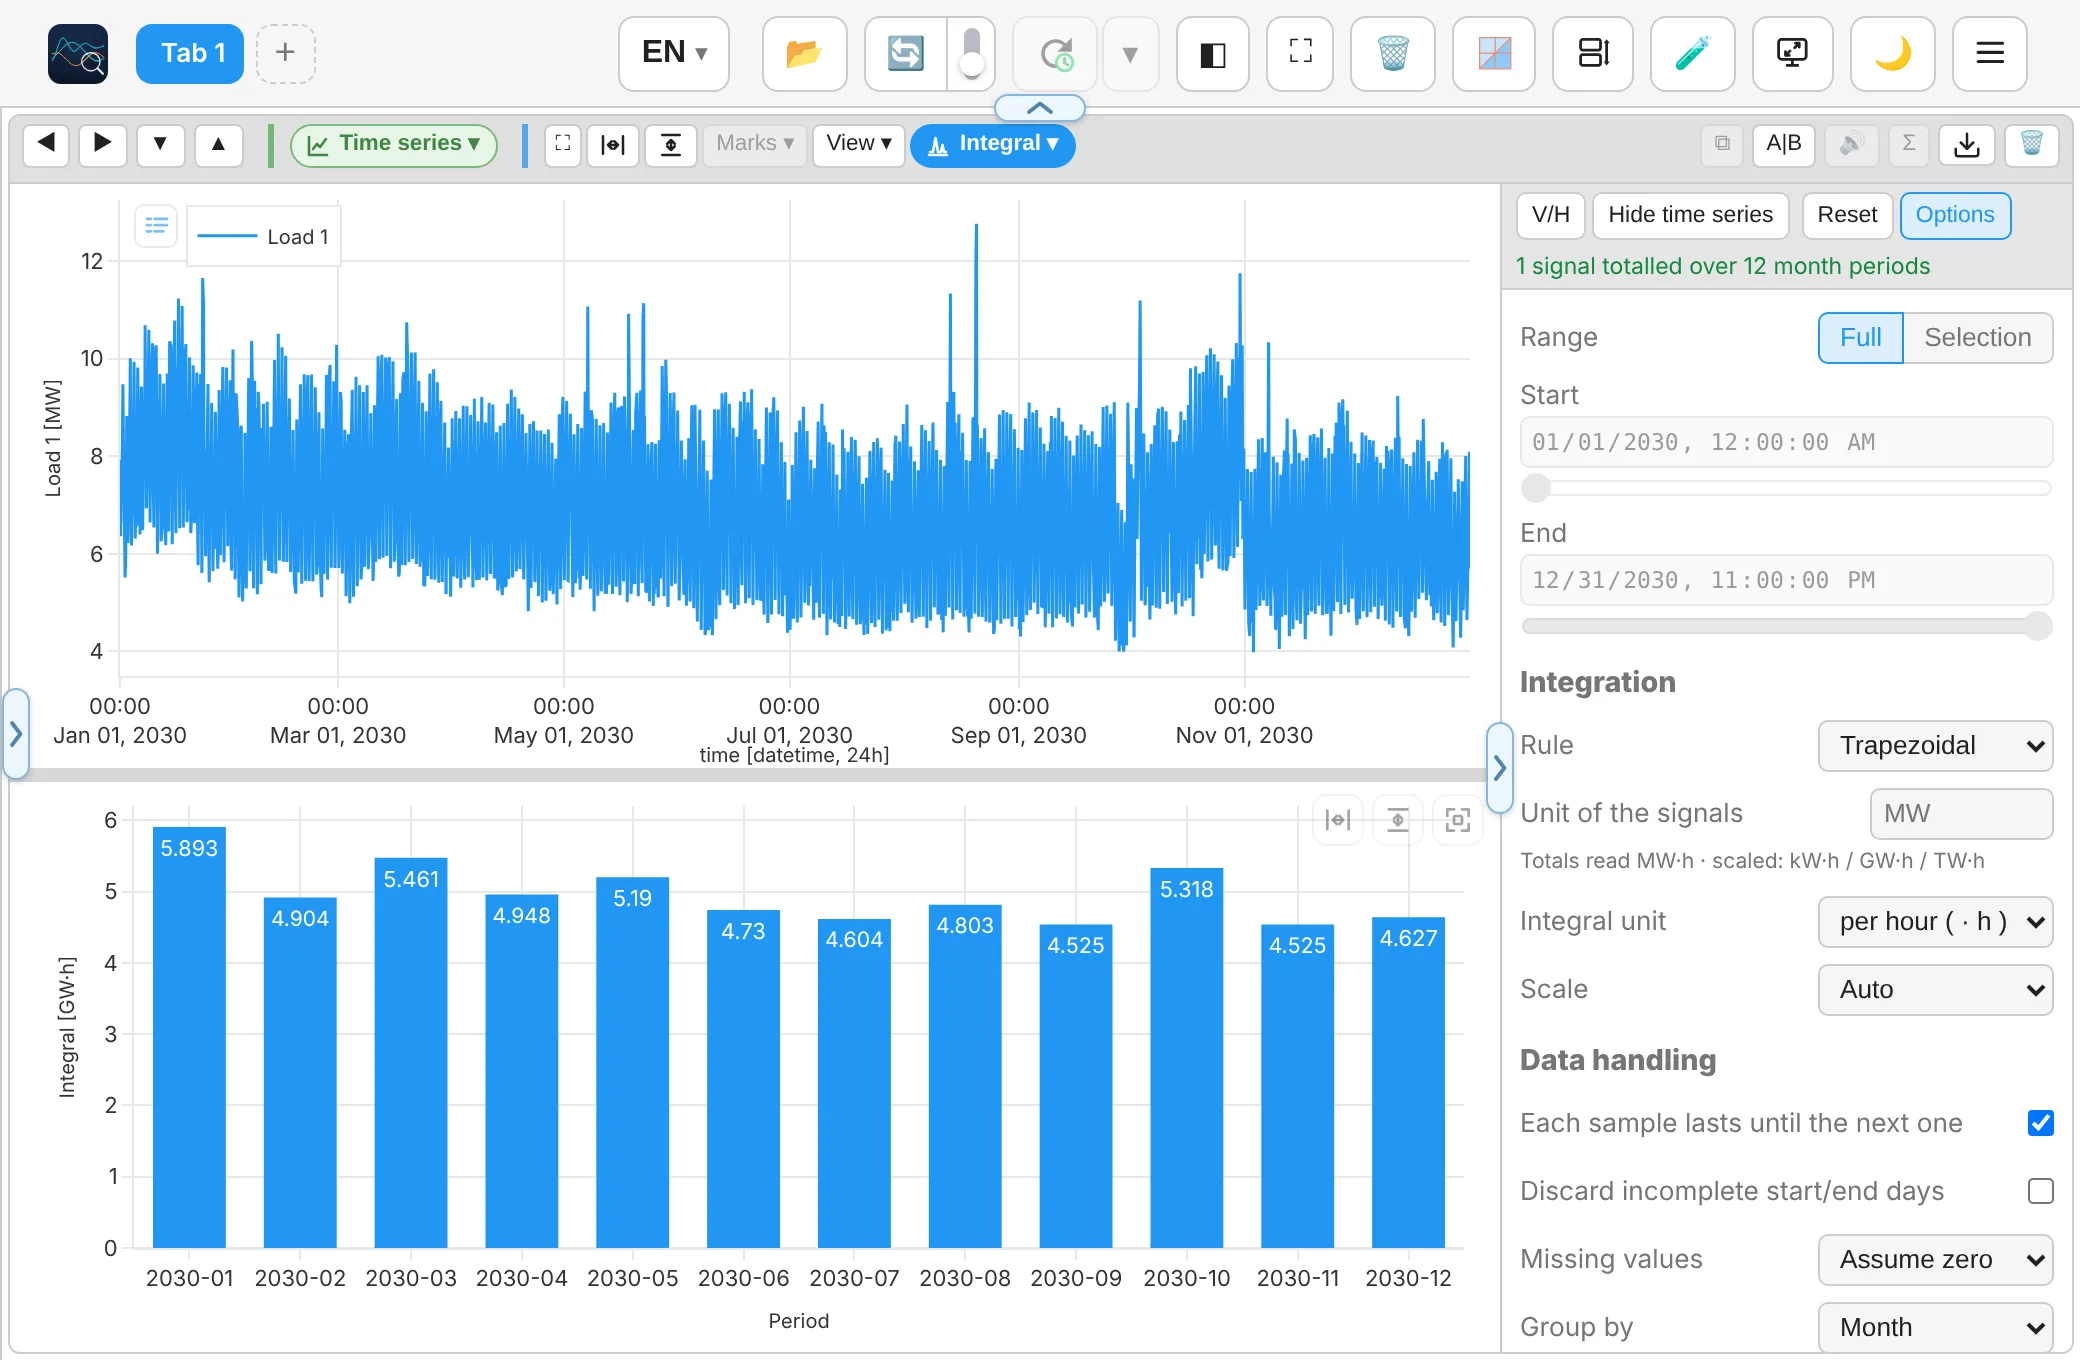 Tab 1
+
EN ▾
Time series ▾
Marks ▾
View ▾
Integral ▾
A|B
Σ
Load 1
12
10
8
6
4
Load 1 [MW]
00:00 00:00 00:00 00:00 00:00 00:00
Jan 01, 2030 Mar 01, 2030 May 01, 2030 Jul 01, 2030 Sep 01, 2030 Nov 01, 2030
time [datetime, 24h]
6
5
4
3
2
1
0
Integral [GW·h]
5.893 4.904 5.461 4.948 5.19 4.73 4.604 4.803 4.525 5.318 4.525 4.627
2030-01 2030-02 2030-03 2030-04 2030-05 2030-06 2030-07 2030-08 2030-09 2030-10 2030-11 2030-12
Period
V/H Hide time series Reset Options
1 signal totalled over 12 month periods
Range Full Selection
Start
01/01/2030, 12:00:00 AM
End
12/31/2030, 11:00:00 PM
Integration
Rule Trapezoidal
Unit of the signals MW
Totals read MW·h · scaled: kW·h / GW·h / TW·h
Integral unit per hour ( · h )
Scale Auto
Data handling
Each sample lasts until the next one
Discard incomplete start/end days
Missing values Assume zero
Group by Month